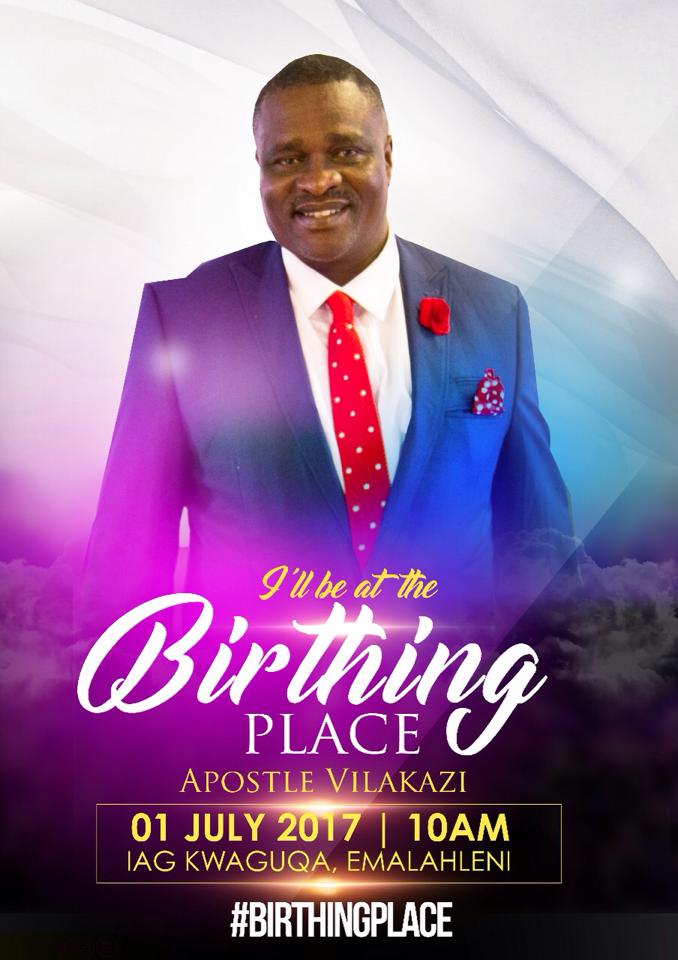 I'll be at the
Birthing
PLACE
APOSTLE VILAKAZI
01 JULY 2017 | 10AM
IAG KWAGUQA, EMALAHLENI
#BIRTHINGPLACE